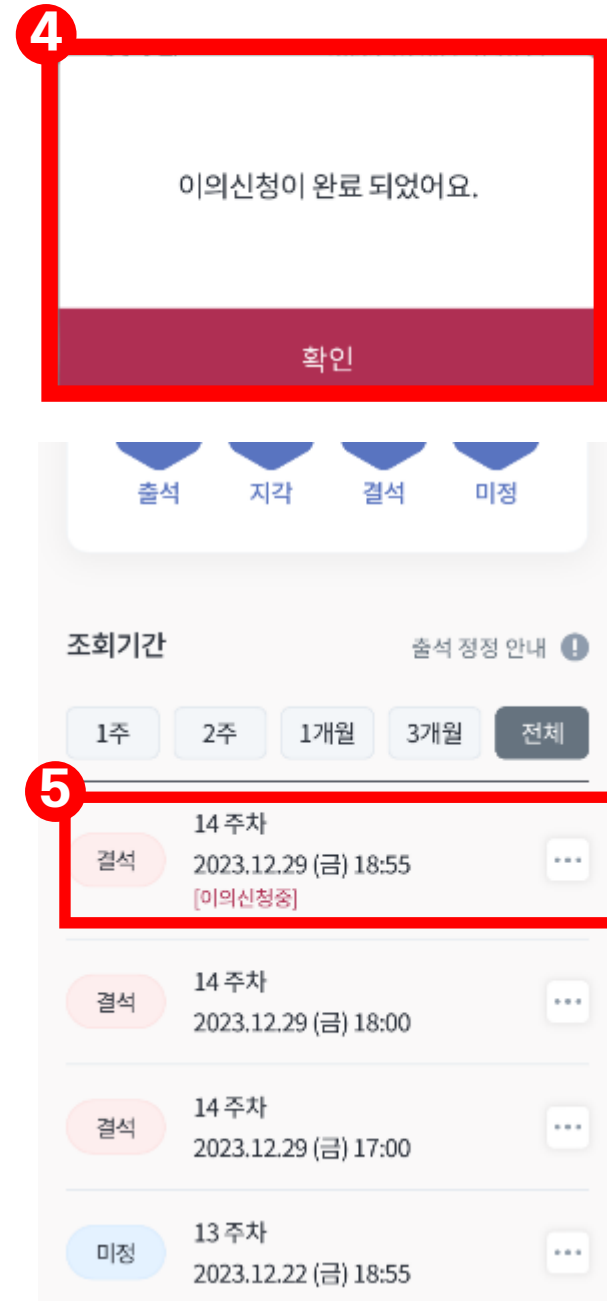 4
이의신청이 완료 되었어요.
확인
출석 지각 결석 미정
조회기간 출석 정정 안내 !
1주 2주 1개월 3개월 전체
5
14 주차
결석 2023.12.29 (금) 18:55
[이의신청중]
14 주차
결석 2023.12.29 (금) 18:00
14 주차
결석 2023.12.29 (금) 17:00
13 주차
미정 2023.12.22 (금) 18:55